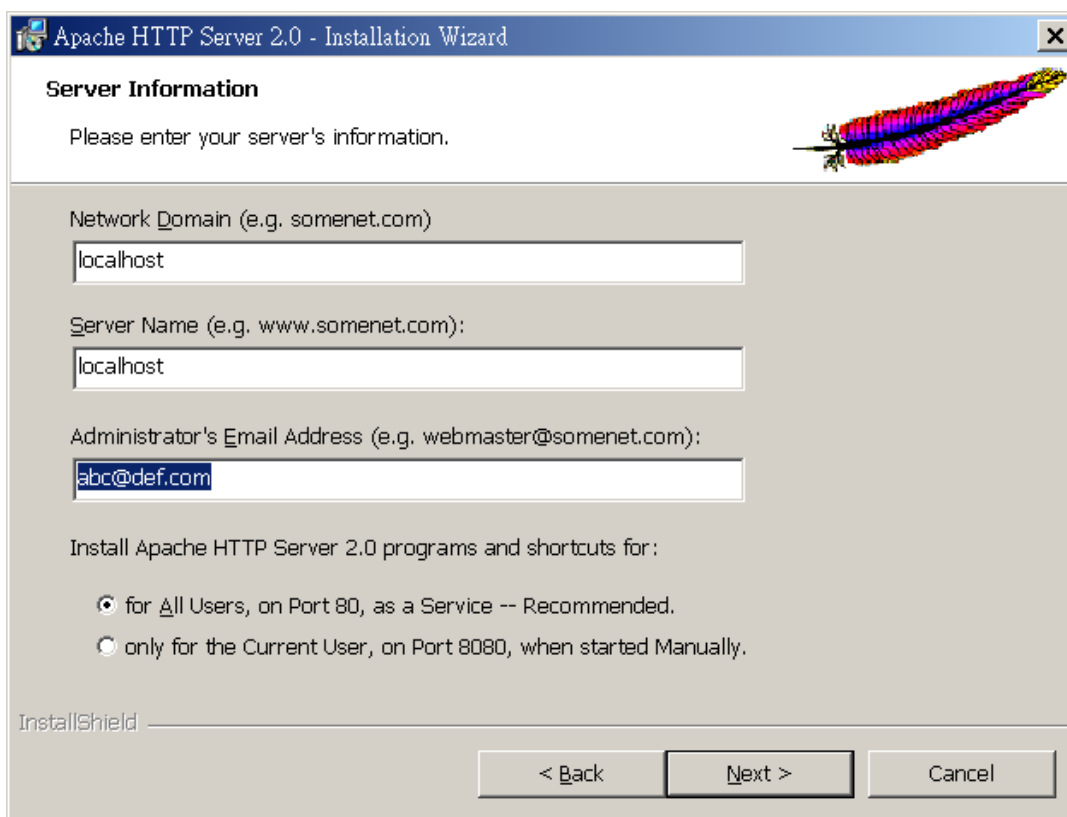 Apache HTTP Server 2.0 - Installation Wizard
Server Information
Please enter your server's information.
Network Domain (e.g. somenet.com)
localhost
Server Name (e.g. www.somenet.com):
localhost
Administrator's Email Address (e.g. webmaster@somenet.com):
abc@def.com
Install Apache HTTP Server 2.0 programs and shortcuts for:
for All Users, on Port 80, as a Service -- Recommended.
only for the Current User, on Port 8080, when started Manually.
InstallShield
< Back Next > Cancel